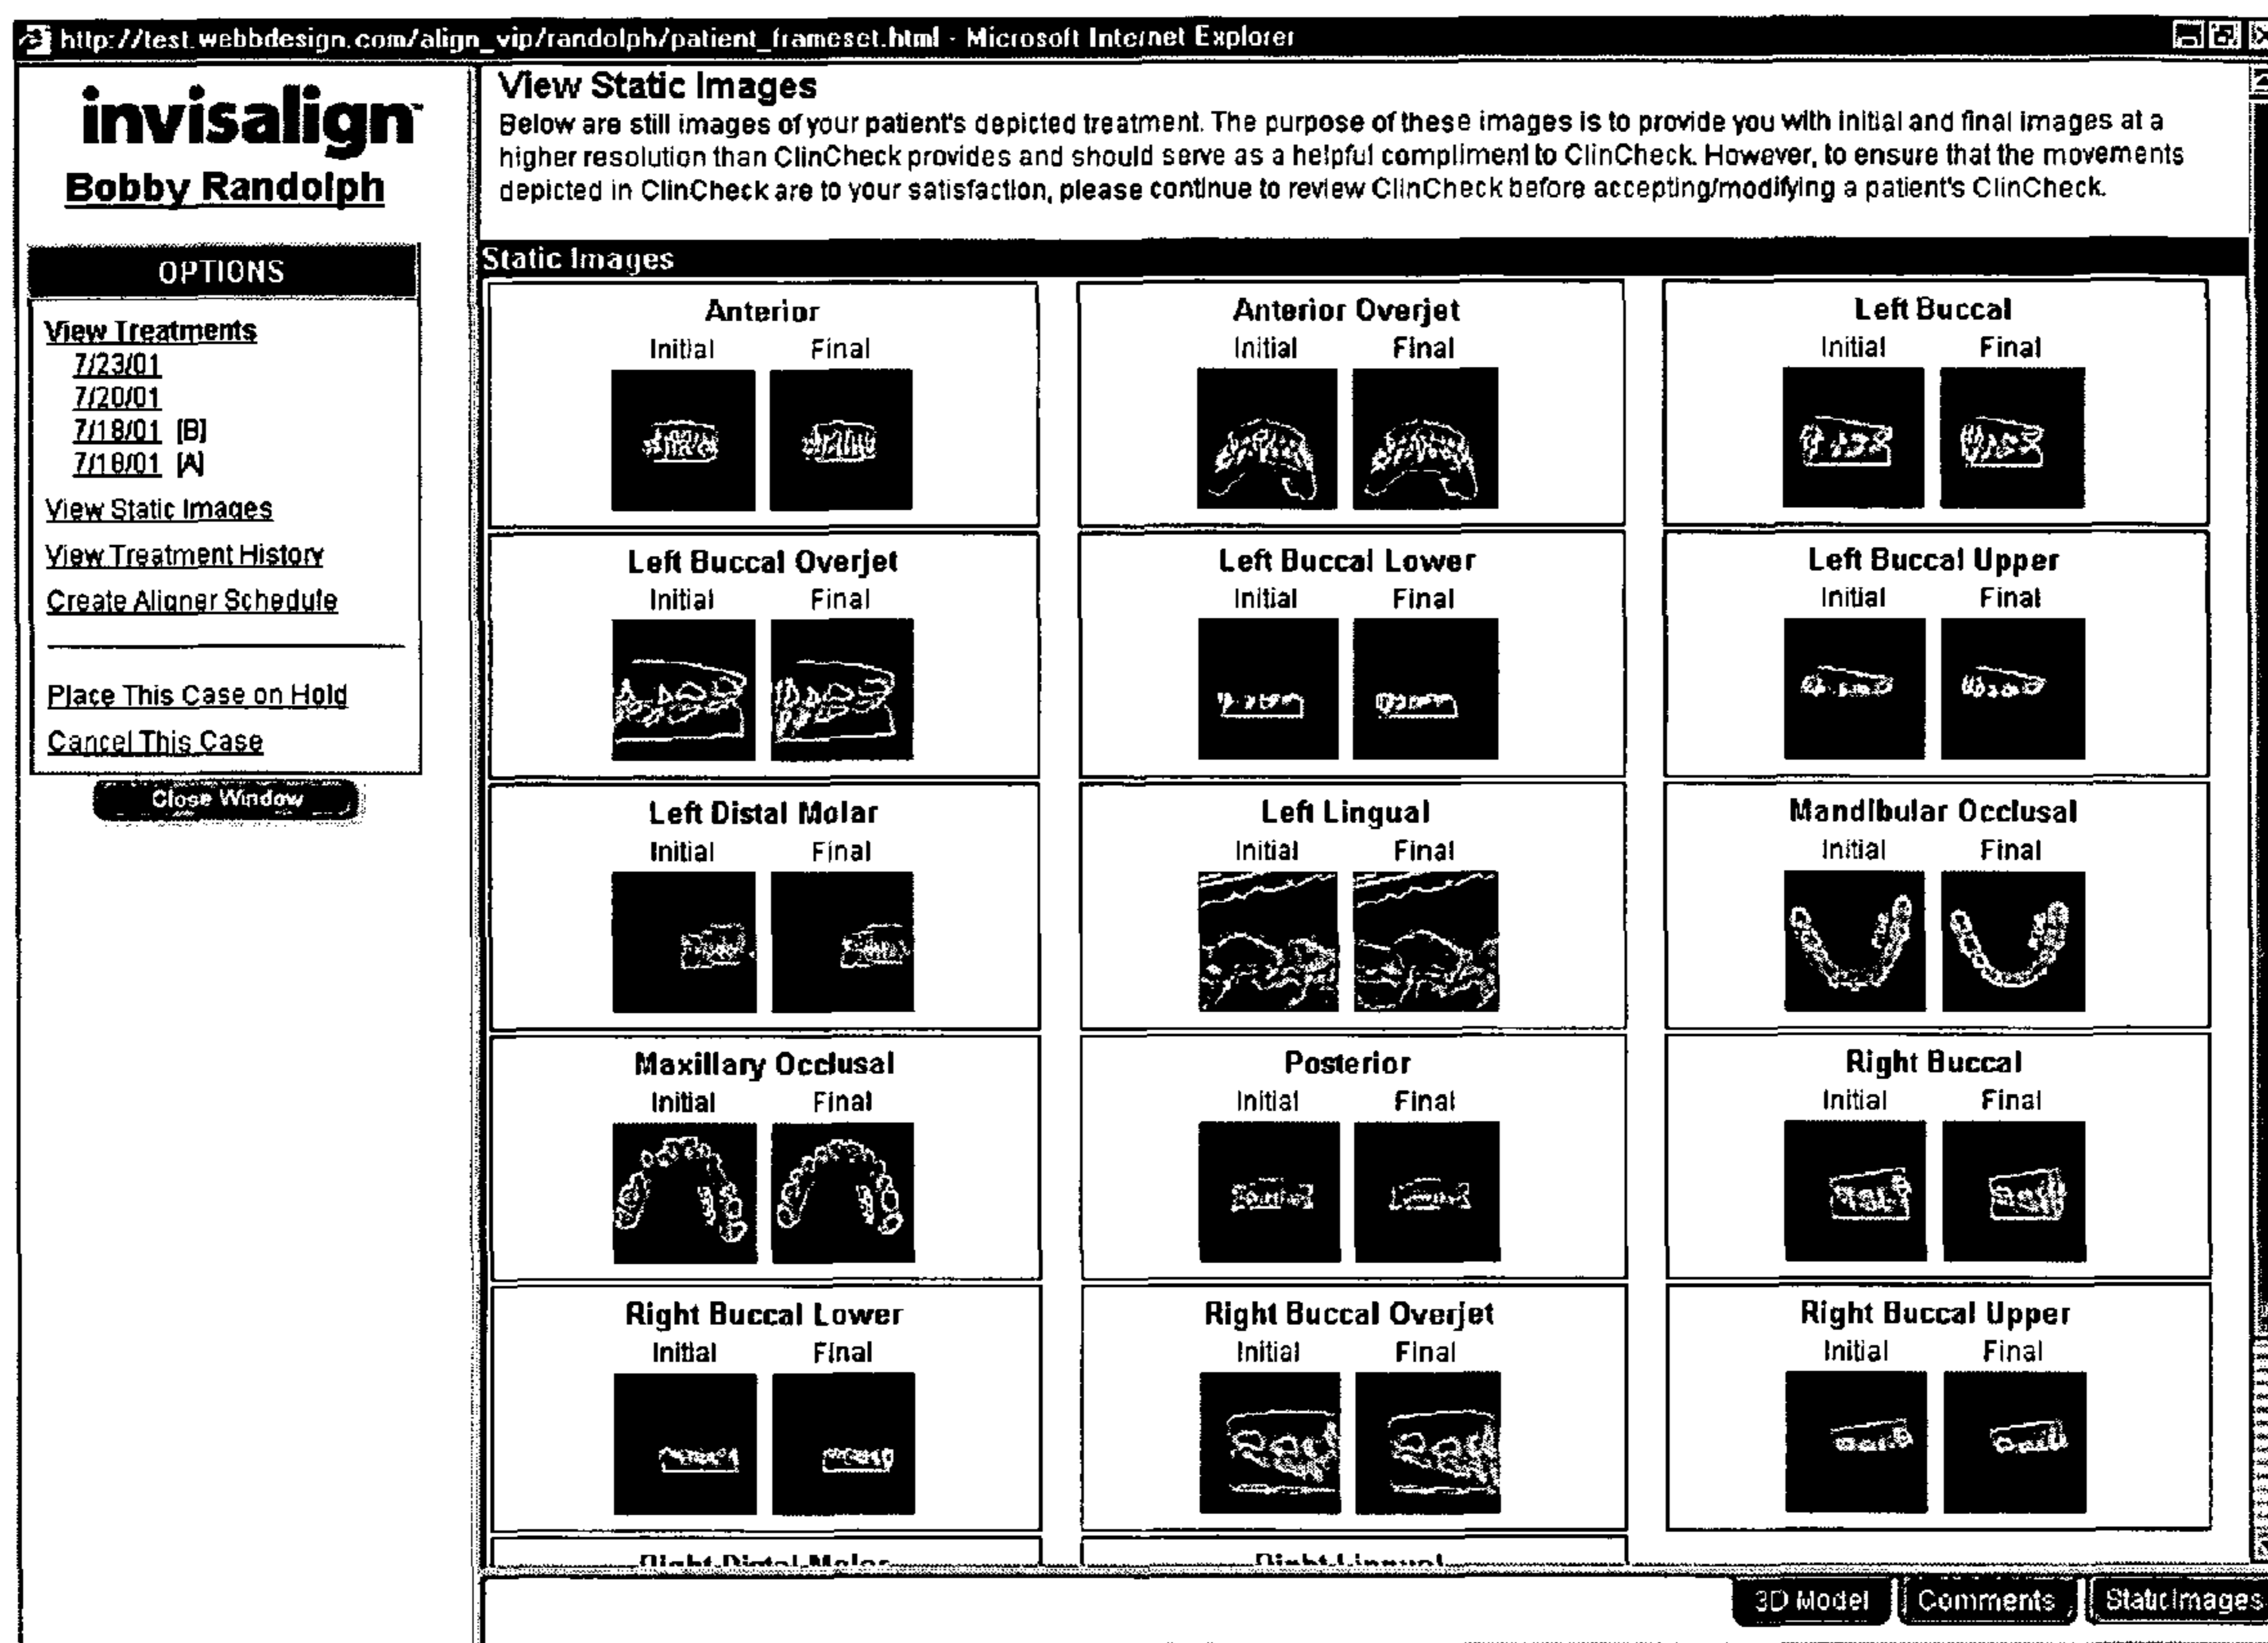 http://test.webbdesign.com/align_vip/randolph/patient_frameset.html - Microsoft Internet Explorer
invisalign™
Bobby Randolph
OPTIONS
View Treatments
7/23/01
7/20/01
7/18/01 [B]
7/18/01 [A]
View Static Images
View Treatment History
Create Aligner Schedule
Place This Case on Hold
Cancel This Case
Close Window
View Static Images
Below are still images of your patient's depicted treatment. The purpose of these images is to provide you with initial and final images at a
higher resolution than ClinCheck provides and should serve as a helpful compliment to ClinCheck. However, to ensure that the movements
depicted in ClinCheck are to your satisfaction, please continue to review ClinCheck before accepting/modifying a patient's ClinCheck.
Static Images
Anterior
Initial Final
Anterior Overjet
Initial Final
Left Buccal
Initial Final
Left Buccal Overjet
Initial Final
Left Buccal Lower
Initial Final
Left Buccal Upper
Initial Final
Left Distal Molar
Initial Final
Left Lingual
Initial Final
Mandibular Occlusal
Initial Final
Maxillary Occlusal
Initial Final
Posterior
Initial Final
Right Buccal
Initial Final
Right Buccal Lower
Initial Final
Right Buccal Overjet
Initial Final
Right Buccal Upper
Initial Final
Right Distal Molar
Right Lingual
3D Model
Comments
StaticImages